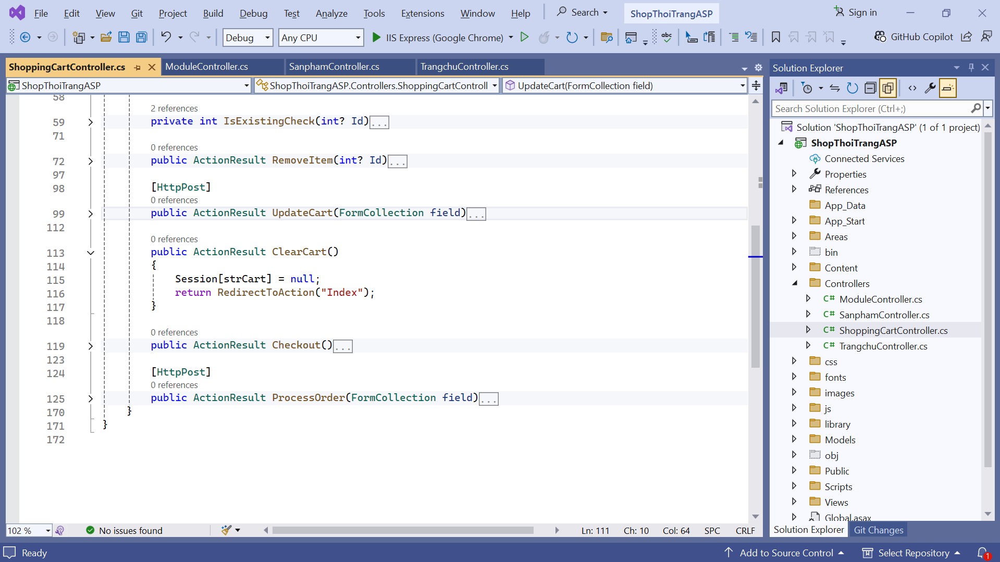 File Edit View Git Project Build Debug Test Analyze Tools Extensions Window Help Search ShopThoiTrangASP Sign in
Debug Any CPU IIS Express (Google Chrome) abc GitHub Copilot
ShoppingCartController.cs ModuleController.cs SanphamController.cs TrangchuController.cs
ShopThoiTrangASP ShopThoiTrangASP.Controllers.ShoppingCartControll UpdateCart(FormCollection field)
58
2 references
59 private int IsExistingCheck(int? Id)...
71
0 references
72 public ActionResult RemoveItem(int? Id)...
97
98 [HttpPost]
0 references
99 public ActionResult UpdateCart(FormCollection field)...
112
0 references
113 public ActionResult ClearCart()
114 {
115 Session[strCart] = null;
116 return RedirectToAction("Index");
117 }
118
0 references
119 public ActionResult Checkout()...
123
124 [HttpPost]
0 references
125 public ActionResult ProcessOrder(FormCollection field)...
170 }
171 }
172
102 % No issues found Ln: 111 Ch: 10 Col: 64 SPC CRLF
Solution Explorer
Search Solution Explorer (Ctrl+;)
Solution 'ShopThoiTrangASP' (1 of 1 project)
ShopThoiTrangASP
Connected Services
Properties
References
App_Data
App_Start
Areas
bin
Content
Controllers
C# ModuleController.cs
C# SanphamController.cs
C# ShoppingCartController.cs
C# TrangchuController.cs
css
fonts
images
js
library
Models
obj
Public
Scripts
Views
Global.asax
Solution Explorer Git Changes
Ready Add to Source Control Select Repository 1